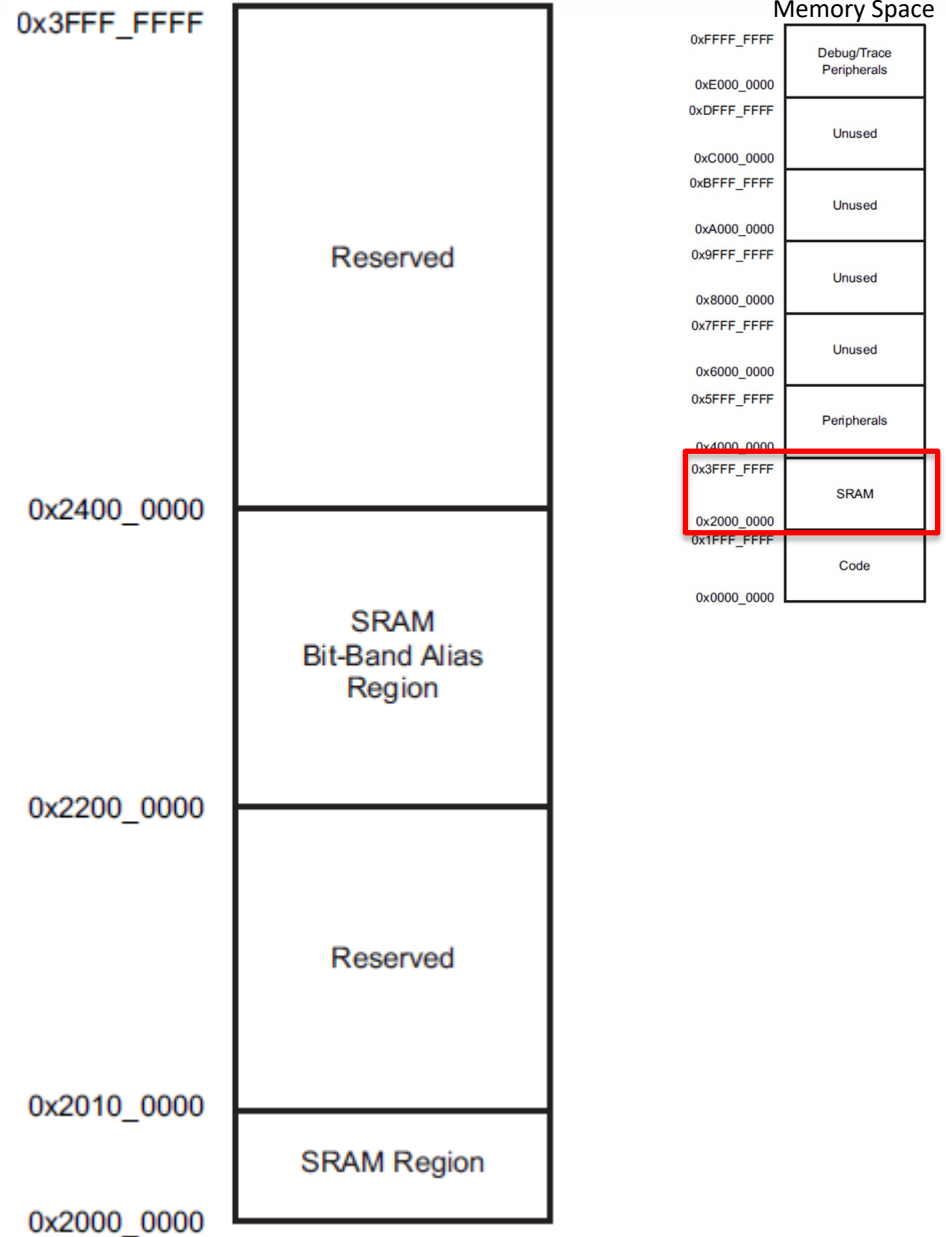 0x3FFF_FFFF
Reserved
0x2400_0000
SRAM
Bit-Band Alias
Region
0x2200_0000
Reserved
0x2010_0000
SRAM Region
0x2000_0000
Memory Space
0xFFFF_FFFF
Debug/Trace
Peripherals
0xE000_0000
0xDFFF_FFFF
Unused
0xC000_0000
0xBFFF_FFFF
Unused
0xA000_0000
0x9FFF_FFFF
Unused
0x8000_0000
0x7FFF_FFFF
Unused
0x6000_0000
0x5FFF_FFFF
Peripherals
0x4000_0000
0x3FFF_FFFF
SRAM
0x2000_0000
0x1FFF_FFFF
Code
0x0000_0000